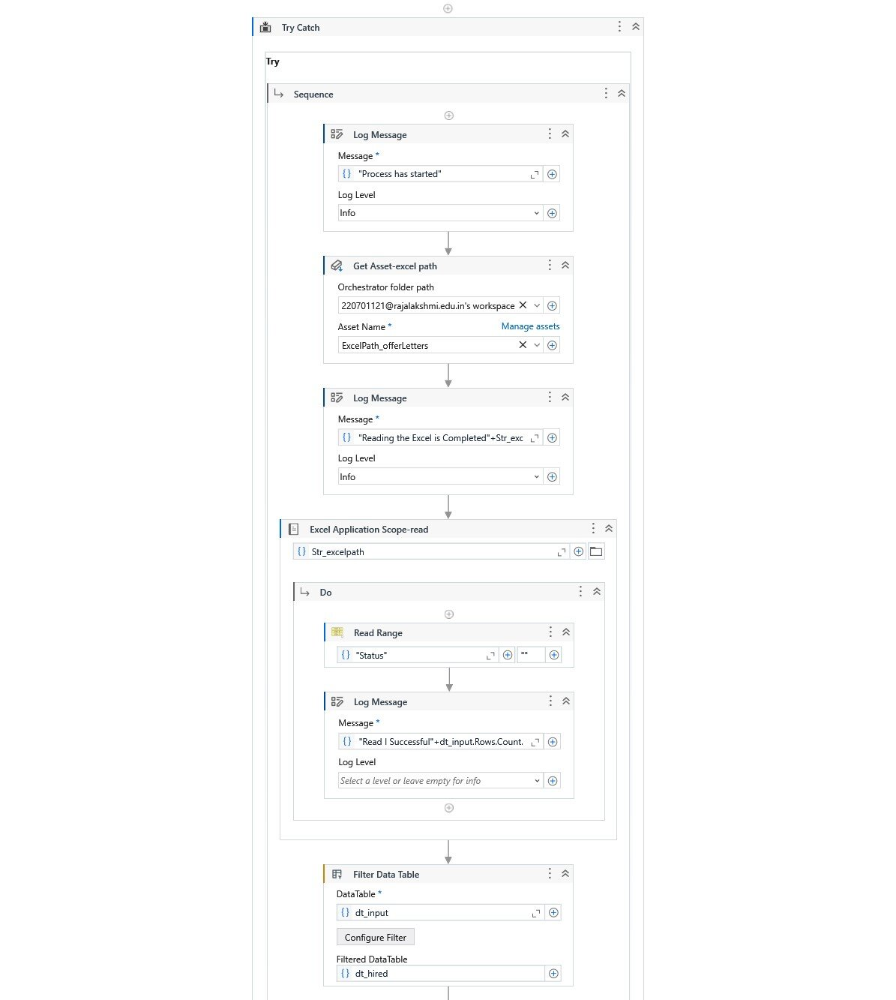 Try Catch
Try
Sequence
Log Message
Message *
"Process has started"
Log Level
Info
Get Asset-excel path
Orchestrator folder path
220701121@rajalakshmi.edu.in's workspace
Asset Name * Manage assets
ExcelPath_offerLetters
Log Message
Message *
"Reading the Excel is Completed"+Str_exc
Log Level
Info
Excel Application Scope-read
Str_excelpath
Do
Read Range
"Status" ""
Log Message
Message *
"Read I Successful"+dt_input.Rows.Count.
Log Level
Select a level or leave empty for info
Filter Data Table
DataTable *
dt_input
Configure Filter
Filtered DataTable
dt_hired